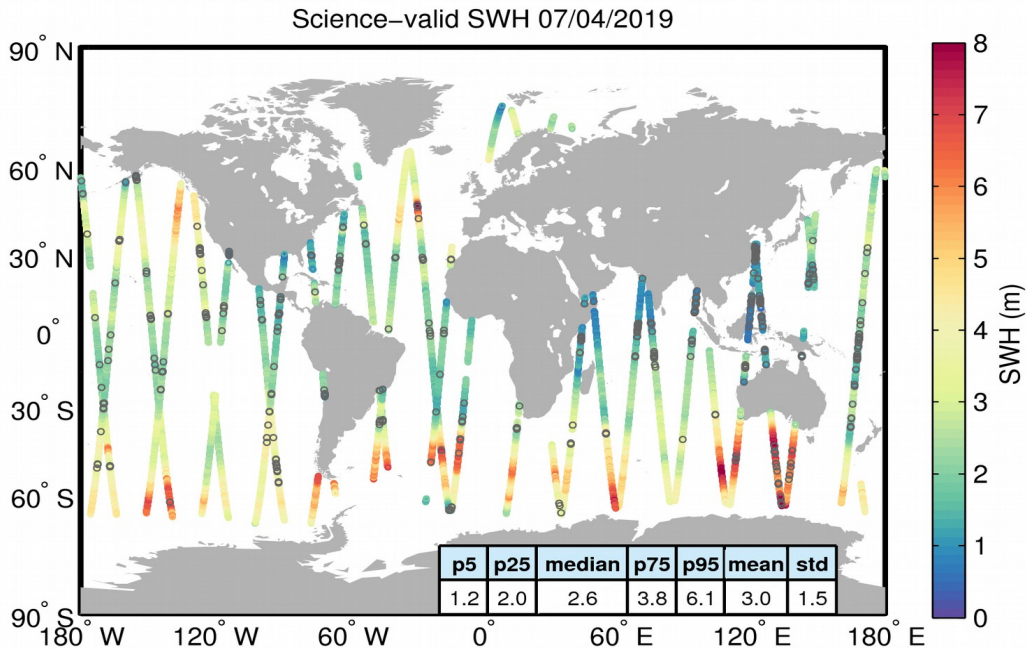 Science−valid SWH 07/04/2019
90° N
60° N
30° N
0°
30° S
60° S
90° S
180° W
120° W
60° W
0°
60° E
120° E
180° E
p5 p25 median p75 p95 mean std
1.2 2.0 2.6 3.8 6.1 3.0 1.5
8
7
6
5
4
3
2
1
0
SWH (m)